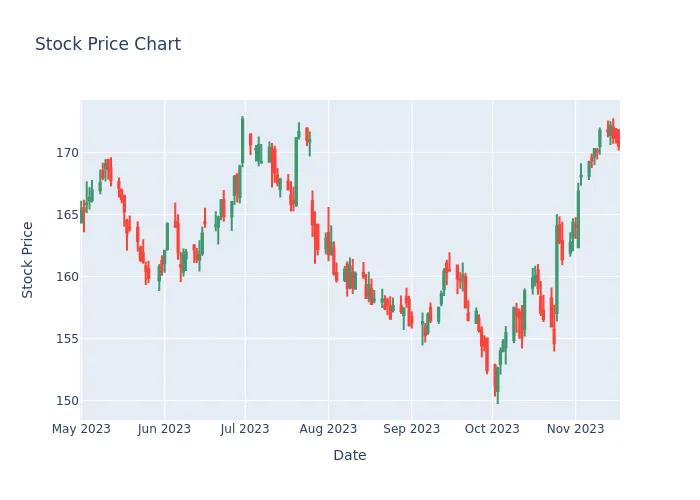 Stock Price Chart
170
165
160
155
150
Stock Price
May 2023
Jun 2023
Jul 2023
Aug 2023
Sep 2023
Oct 2023
Nov 2023
Date